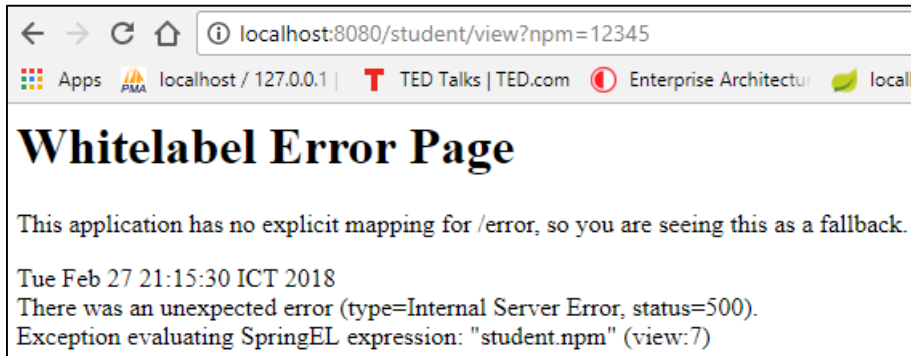 localhost:8080/student/view?npm=12345
Apps PMA localhost / 127.0.0.1 | T TED Talks | TED.com Enterprise Architectur locall
Whitelabel Error Page
This application has no explicit mapping for /error, so you are seeing this as a fallback.
Tue Feb 27 21:15:30 ICT 2018
There was an unexpected error (type=Internal Server Error, status=500).
Exception evaluating SpringEL expression: "student.npm" (view:7)